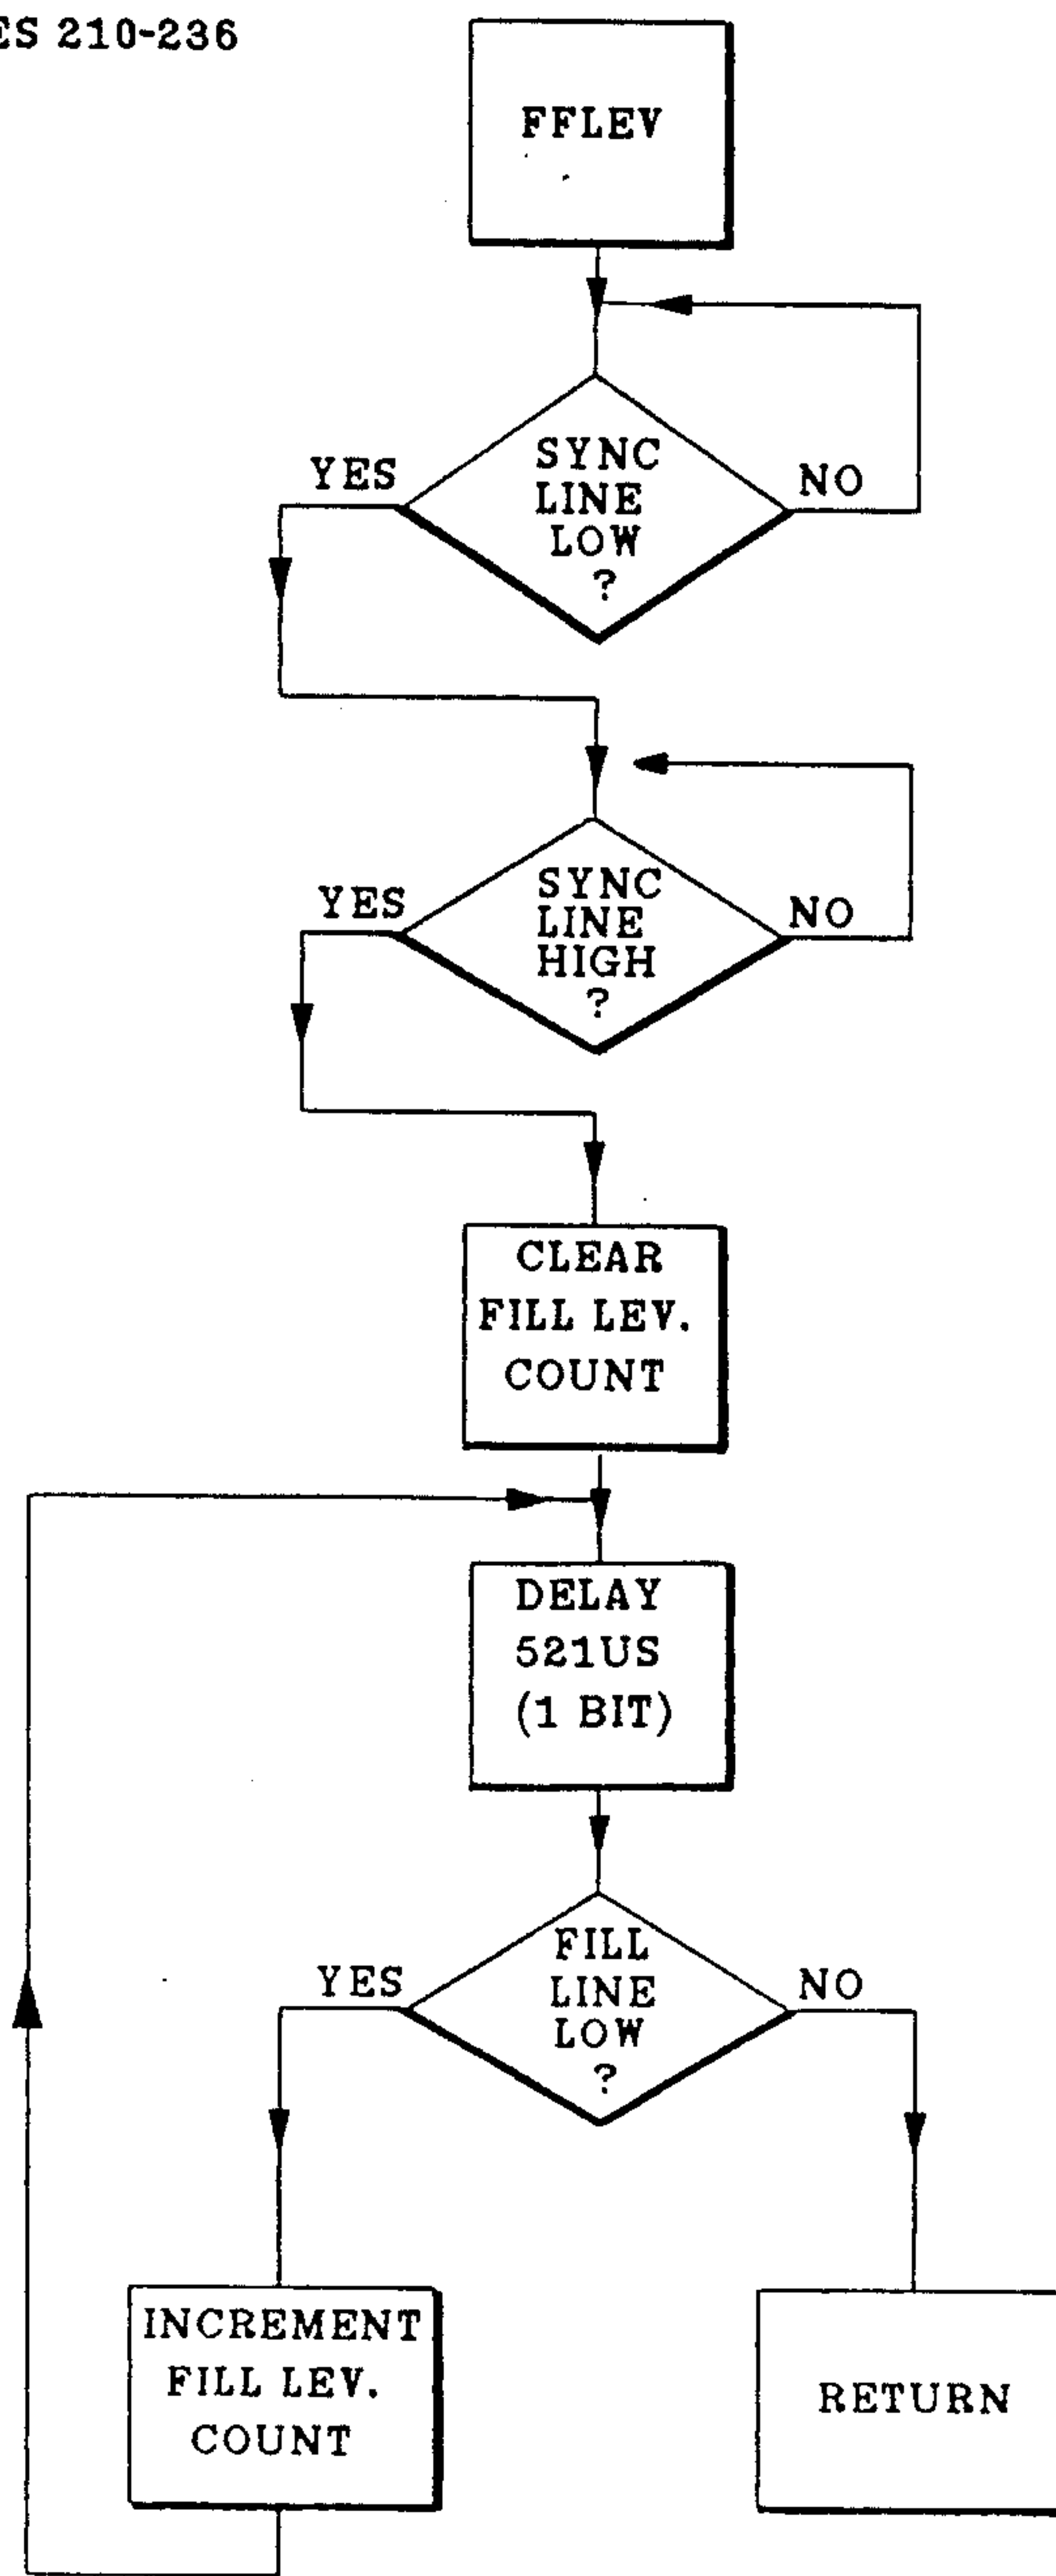 ES 210-236
FFLEV
SYNC
LINE
LOW
?
YES
NO
SYNC
LINE
HIGH
?
YES
NO
CLEAR
FILL LEV.
COUNT
DELAY
521US
(1 BIT)
FILL
LINE
LOW
?
YES
NO
INCREMENT
FILL LEV.
COUNT
RETURN